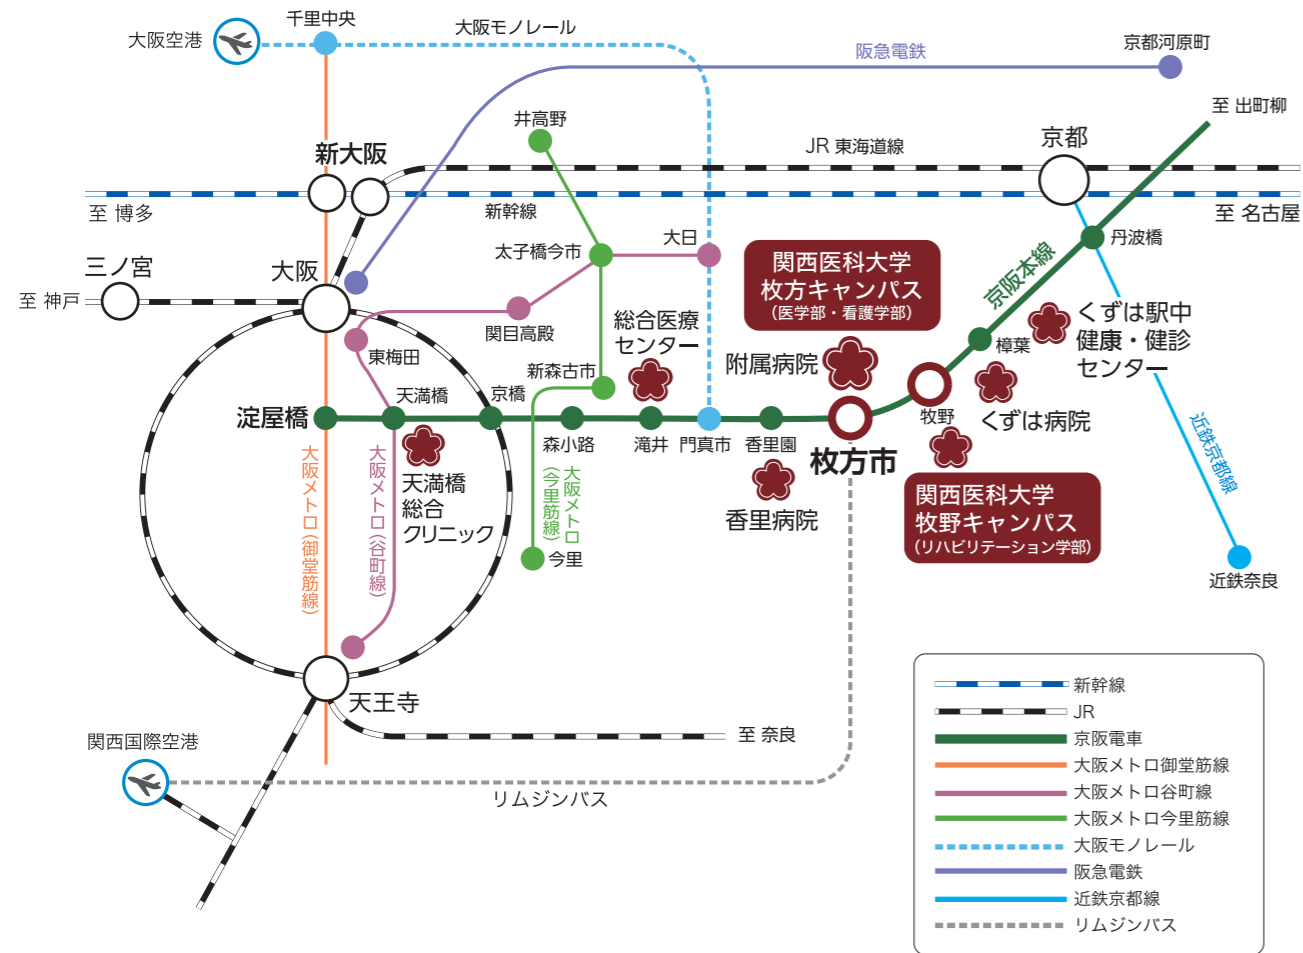 千里中央
大阪モノレール
大阪空港
阪急電鉄
京都河原町
至 出町柳
井高野
京都
新大阪
JR 東海道線
至 博多
新幹線
至 名古屋
丹波橋
大日
太子橋今市
三ノ宮
大阪
至 神戸
関西医科大学
枚方キャンパス
（医学部・看護学部）
京阪本線
関目高殿
総合医療
センター
くずは駅中
健康・健診
センター
東梅田
樟葉
新森古市
附属病院
天満橋
京橋
淀屋橋
牧野
くずは病院
森小路
滝井
門真市
香里園
枚方市
近鉄京都線
大阪メトロ（御堂筋線）
大阪メトロ（谷町線）
天満橋
総合
クリニック
大阪メトロ
（今里筋線）
香里病院
関西医科大学
牧野キャンパス
（リハビリテーション学部）
今里
近鉄奈良
天王寺
至 奈良
関西国際空港
リムジンバス
新幹線
JR
京阪電車
大阪メトロ御堂筋線
大阪メトロ谷町線
大阪メトロ今里筋線
大阪モノレール
阪急電鉄
近鉄京都線
リムジンバス